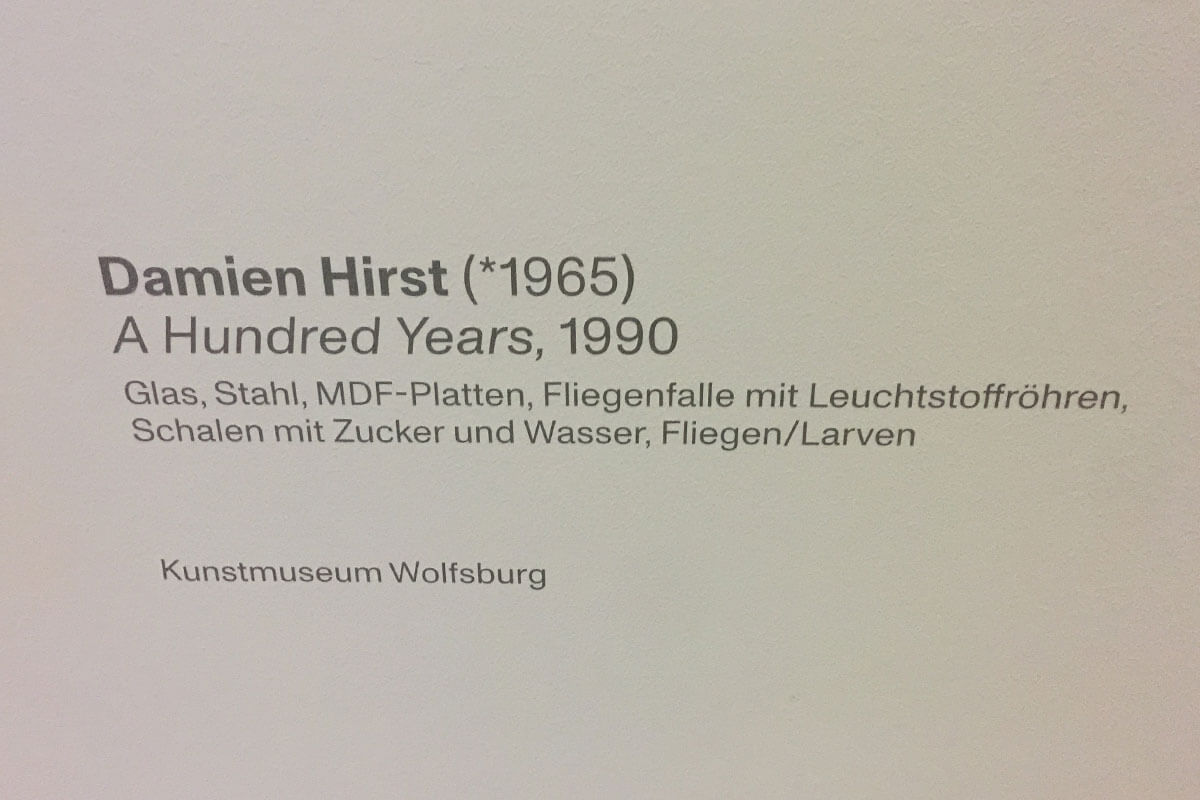 Damien Hirst (*1965)
A Hundred Years, 1990
Glas, Stahl, MDF-Platten, Fliegenfalle mit Leuchtstoffröhren,
Schalen mit Zucker und Wasser, Fliegen/Larven
Kunstmuseum Wolfsburg